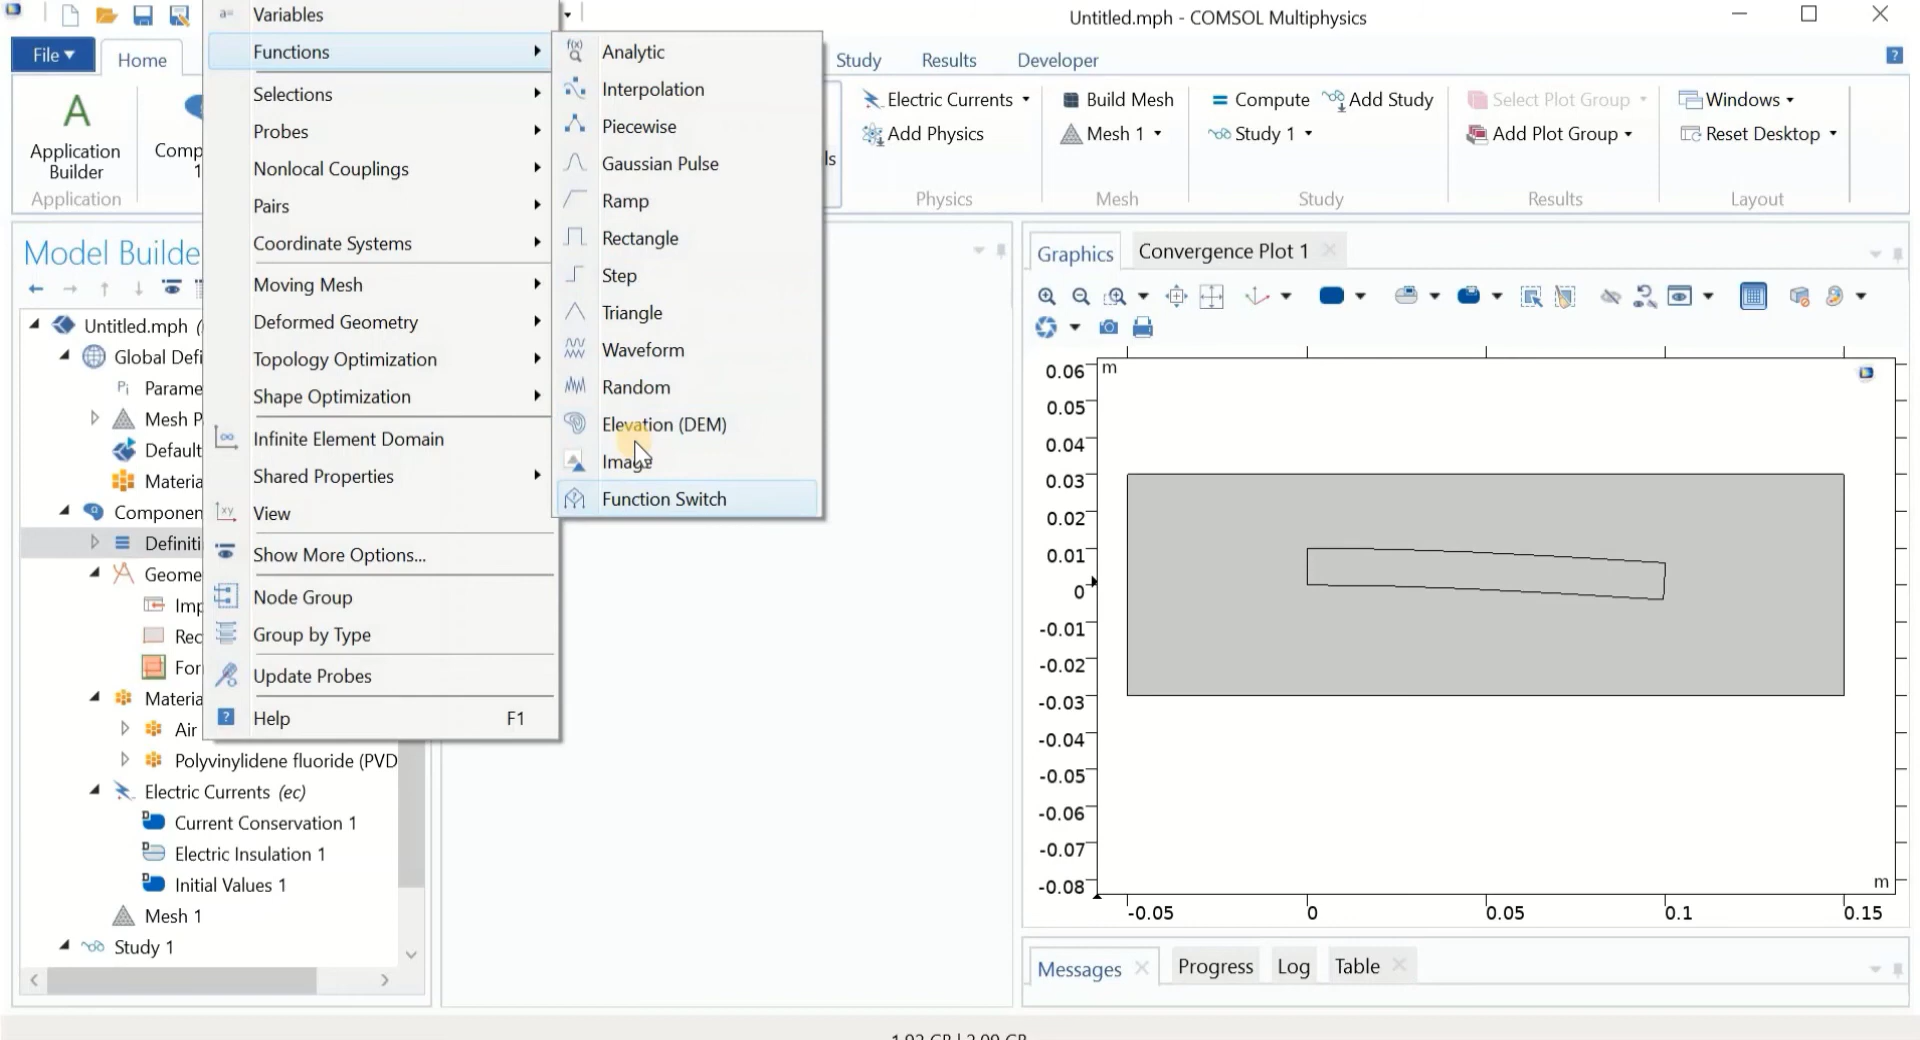 Untitled.mph - COMSOL Multiphysics
File
Home
Study
Results
Developer
Variables
Functions
Selections
Probes
Nonlocal Couplings
Pairs
Coordinate Systems
Moving Mesh
Deformed Geometry
Topology Optimization
Shape Optimization
Infinite Element Domain
Shared Properties
View
Show More Options...
Node Group
Group by Type
Update Probes
Help F1
Analytic
Interpolation
Piecewise
Gaussian Pulse
Ramp
Rectangle
Step
Triangle
Waveform
Random
Elevation (DEM)
Image
Function Switch
Application
Builder
Application
Comp
1
ls
Electric Currents
Add Physics
Physics
Build Mesh
Mesh 1
Mesh
Compute
Add Study
Study 1
Study
Select Plot Group
Add Plot Group
Results
Windows
Reset Desktop
Layout
Model Builde
Untitled.mph (
Global Defi
Pi Parame
Mesh P
Default
Materia
Componen
Definiti
Geome
Imp
Rec
For
Materia
Air
Polyvinylidene fluoride (PVD
Electric Currents (ec)
Current Conservation 1
Electric Insulation 1
Initial Values 1
Mesh 1
Study 1
Graphics
Convergence Plot 1
m
0.06
0.05
0.04
0.03
0.02
0.01
0
-0.01
-0.02
-0.03
-0.04
-0.05
-0.06
-0.07
-0.08
m
-0.05 0 0.05 0.1 0.15
Messages
Progress
Log
Table